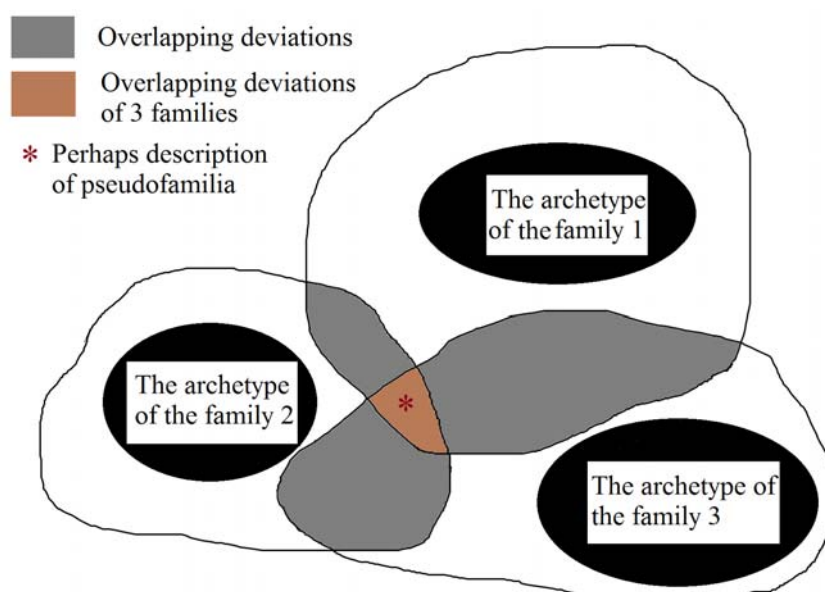 Overlapping deviations
Overlapping deviations
of 3 families
* Perhaps description
of pseudofamilia
The archetype
of the family 1
The archetype
of the family 2
*
The archetype of
the family 3